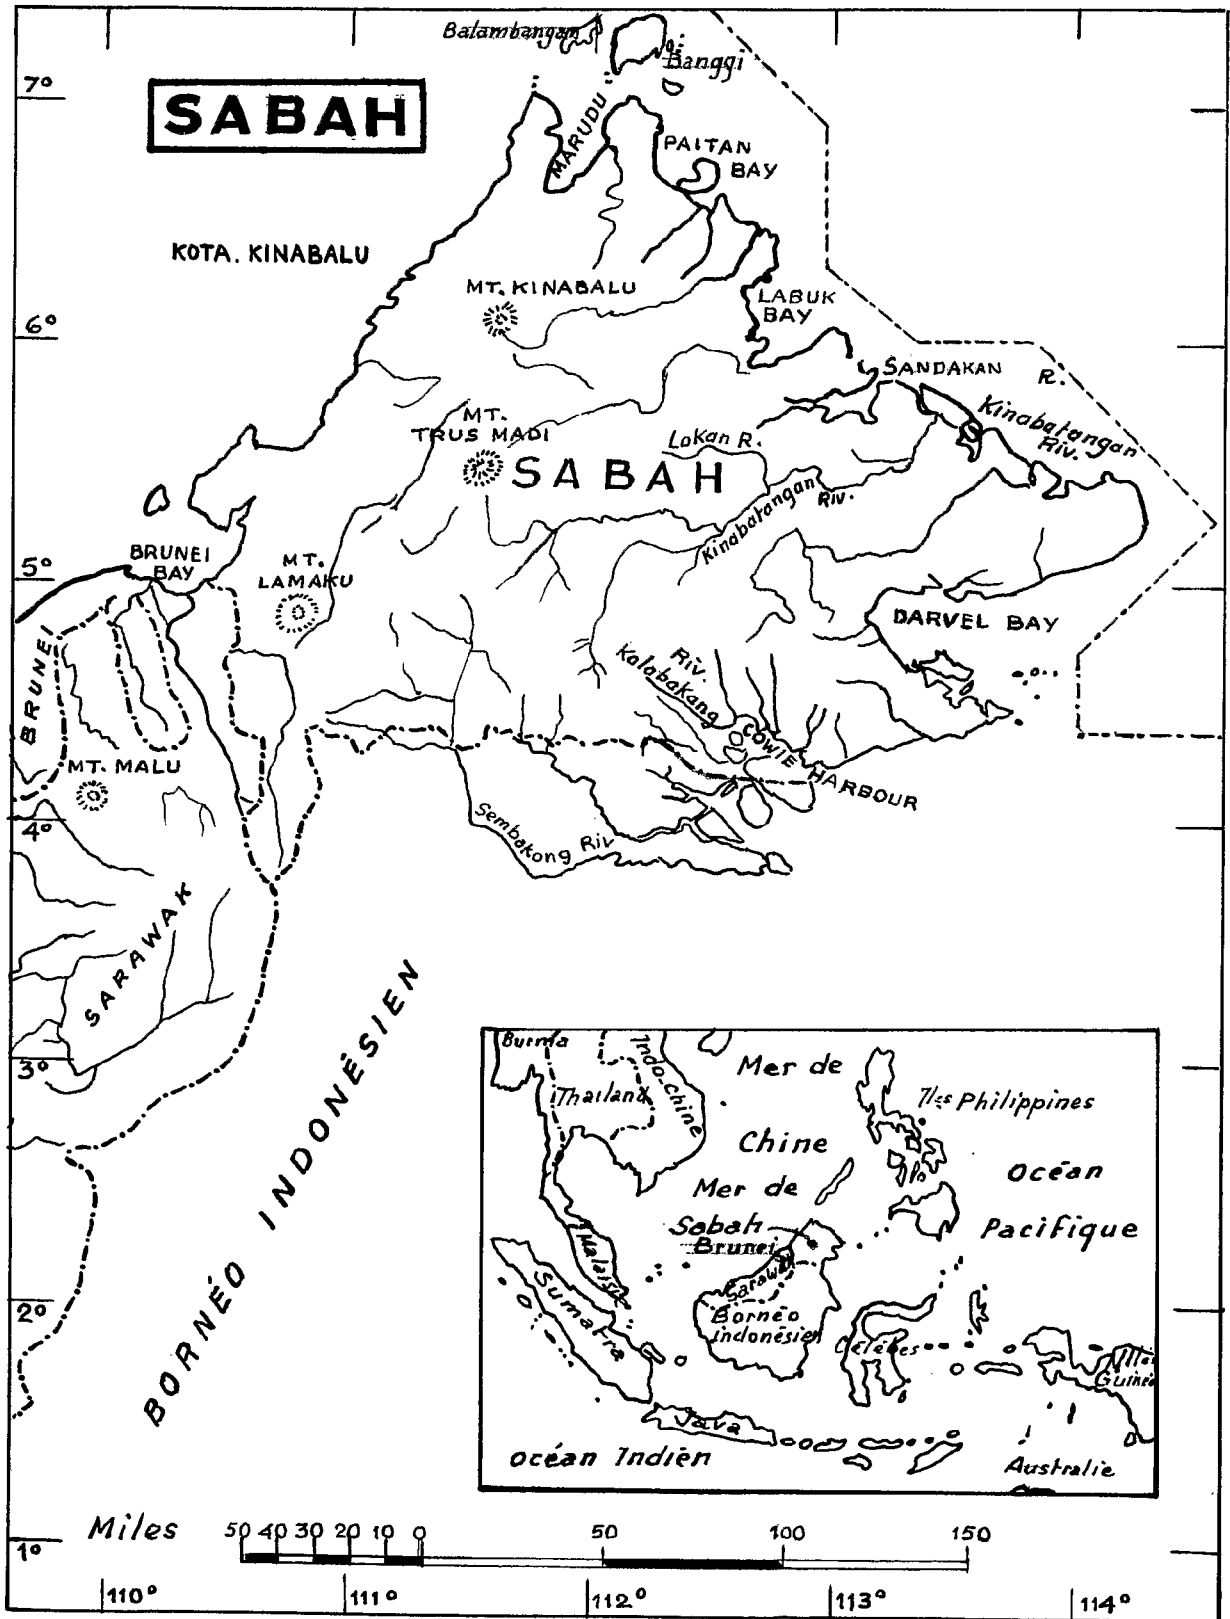 Balambangan
Banggi
7°
SABAH
MARUDU
PAITAN
BAY
KOTA. KINABALU
MT. KINABALU
LABUK
BAY
6°
SANDAKAN
R.
Kinabatangan
Riv.
MT.
TRUS MADI
Lokan R.
SABAH
Kinabatangan
Riv.
BRUNEI
BAY
5°
MT.
LAMAKU
DARVEL BAY
BRUNEI
Riv.
Kalabakang
COWIE HARBOUR
MT. MALU
4°
Sembakong Riv
SARAWAK
3°
BORNÉO INDONÉSIEN
Burma
Indo-Chine
Thailand
Mer de
Iles Philippines
Chine
océan
Mer de
Pacifique
Sabah
Brunei
Sarawak
Malaisie
Sumatra
Bornéo
indonésien
Célèbes
Guinée
Java
océan Indien
Australie
2°
Miles
50 40 30 20 10 0 50 100 150
1°
110° 111° 112° 113° 114°